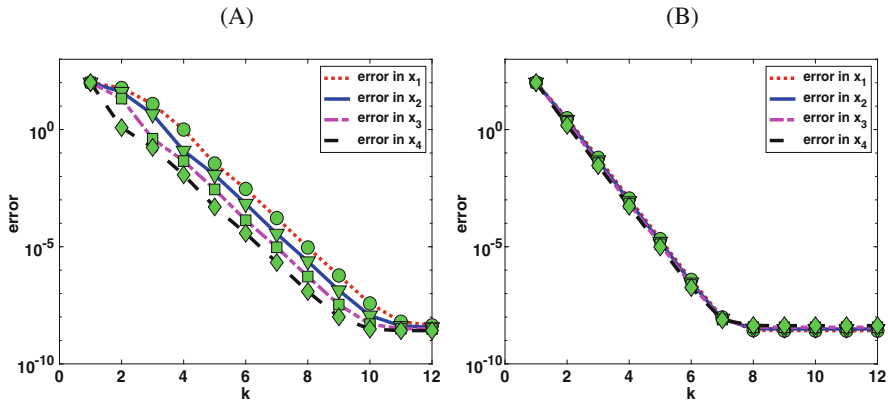 (A)
error in x1
error in x2
error in x3
error in x4
10^0
10^-5
10^-10
error
0 2 4 6 8 10 12
k
(B)
error in x1
error in x2
error in x3
error in x4
10^0
10^-5
10^-10
error
0 2 4 6 8 10 12
k